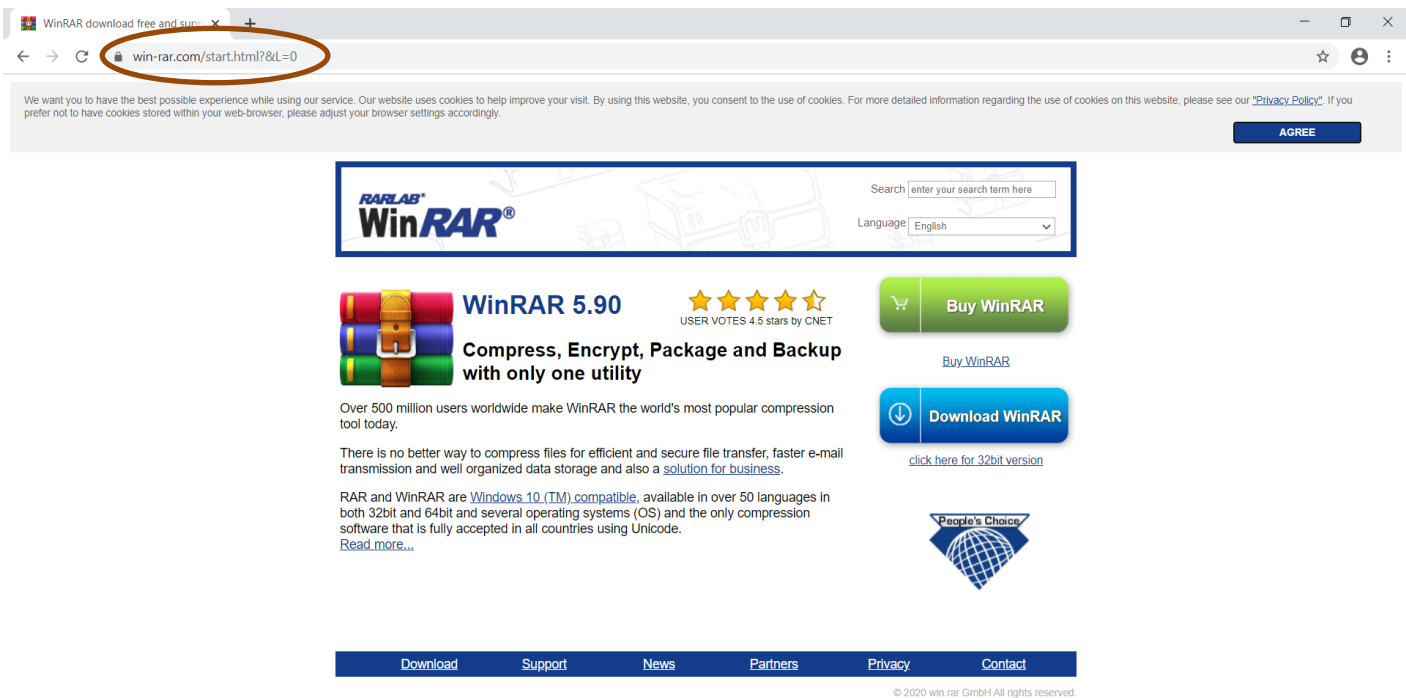 WinRAR download free and supp
win-rar.com/start.html?&L=0
We want you to have the best possible experience while using our service. Our website uses cookies to help improve your visit. By using this website, you consent to the use of cookies. For more detailed information regarding the use of cookies on this website, please see our "Privacy Policy". If you
prefer not to have cookies stored within your web-browser, please adjust your browser settings accordingly.
AGREE
RARLAB®
WinRAR®
Search enter your search term here
Language English
WinRAR 5.90
USER VOTES 4.5 stars by CNET
Compress, Encrypt, Package and Backup
with only one utility
Over 500 million users worldwide make WinRAR the world's most popular compression
tool today.
There is no better way to compress files for efficient and secure file transfer, faster e-mail
transmission and well organized data storage and also a solution for business.
RAR and WinRAR are Windows 10 (TM) compatible, available in over 50 languages in
both 32bit and 64bit and several operating systems (OS) and the only compression
software that is fully accepted in all countries using Unicode.
Read more...
Buy WinRAR
Buy WinRAR
Download WinRAR
click here for 32bit version
People's Choice
Download Support News Partners Privacy Contact
© 2020 win.rar GmbH All rights reserved.